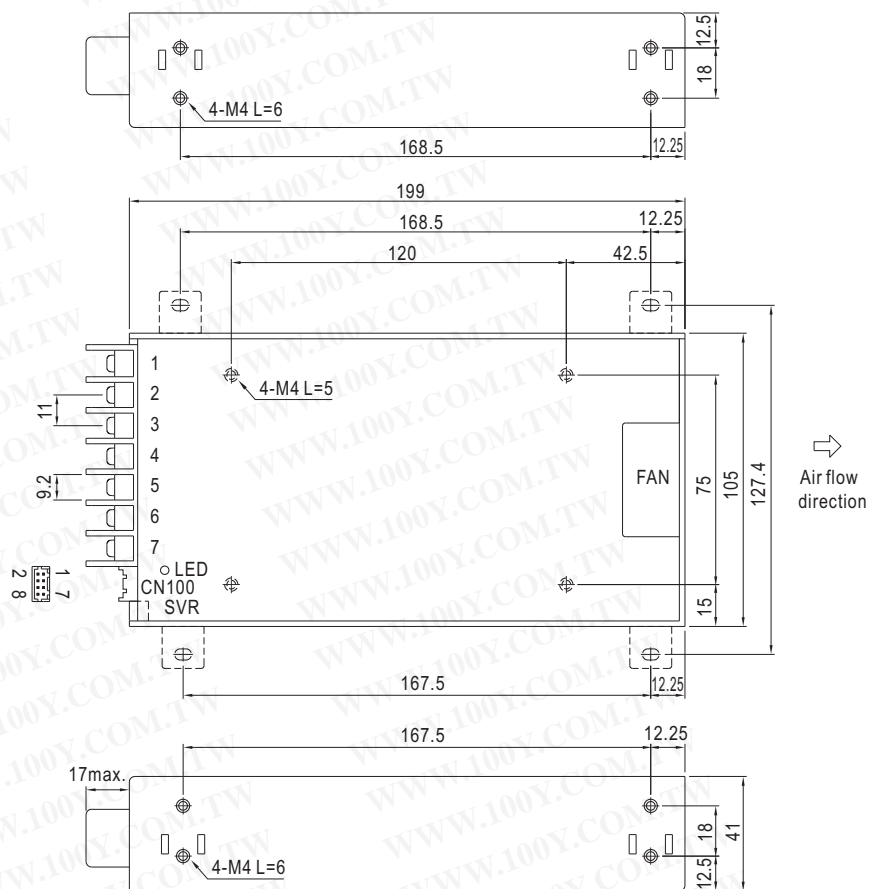 12.5
18
4-M4 L=6
168.5
12.25
199
168.5
12.25
120
42.5
1
4-M4 L=5
2
11
3
4
9.2
5
6
7
FAN
75
105
127.4
Air flow
direction
LED
CN100
SVR
1 7
2 8
15
167.5
12.25
167.5
12.25
17max.
18
41
4-M4 L=6
12.5
WWW.100Y.COM.TW